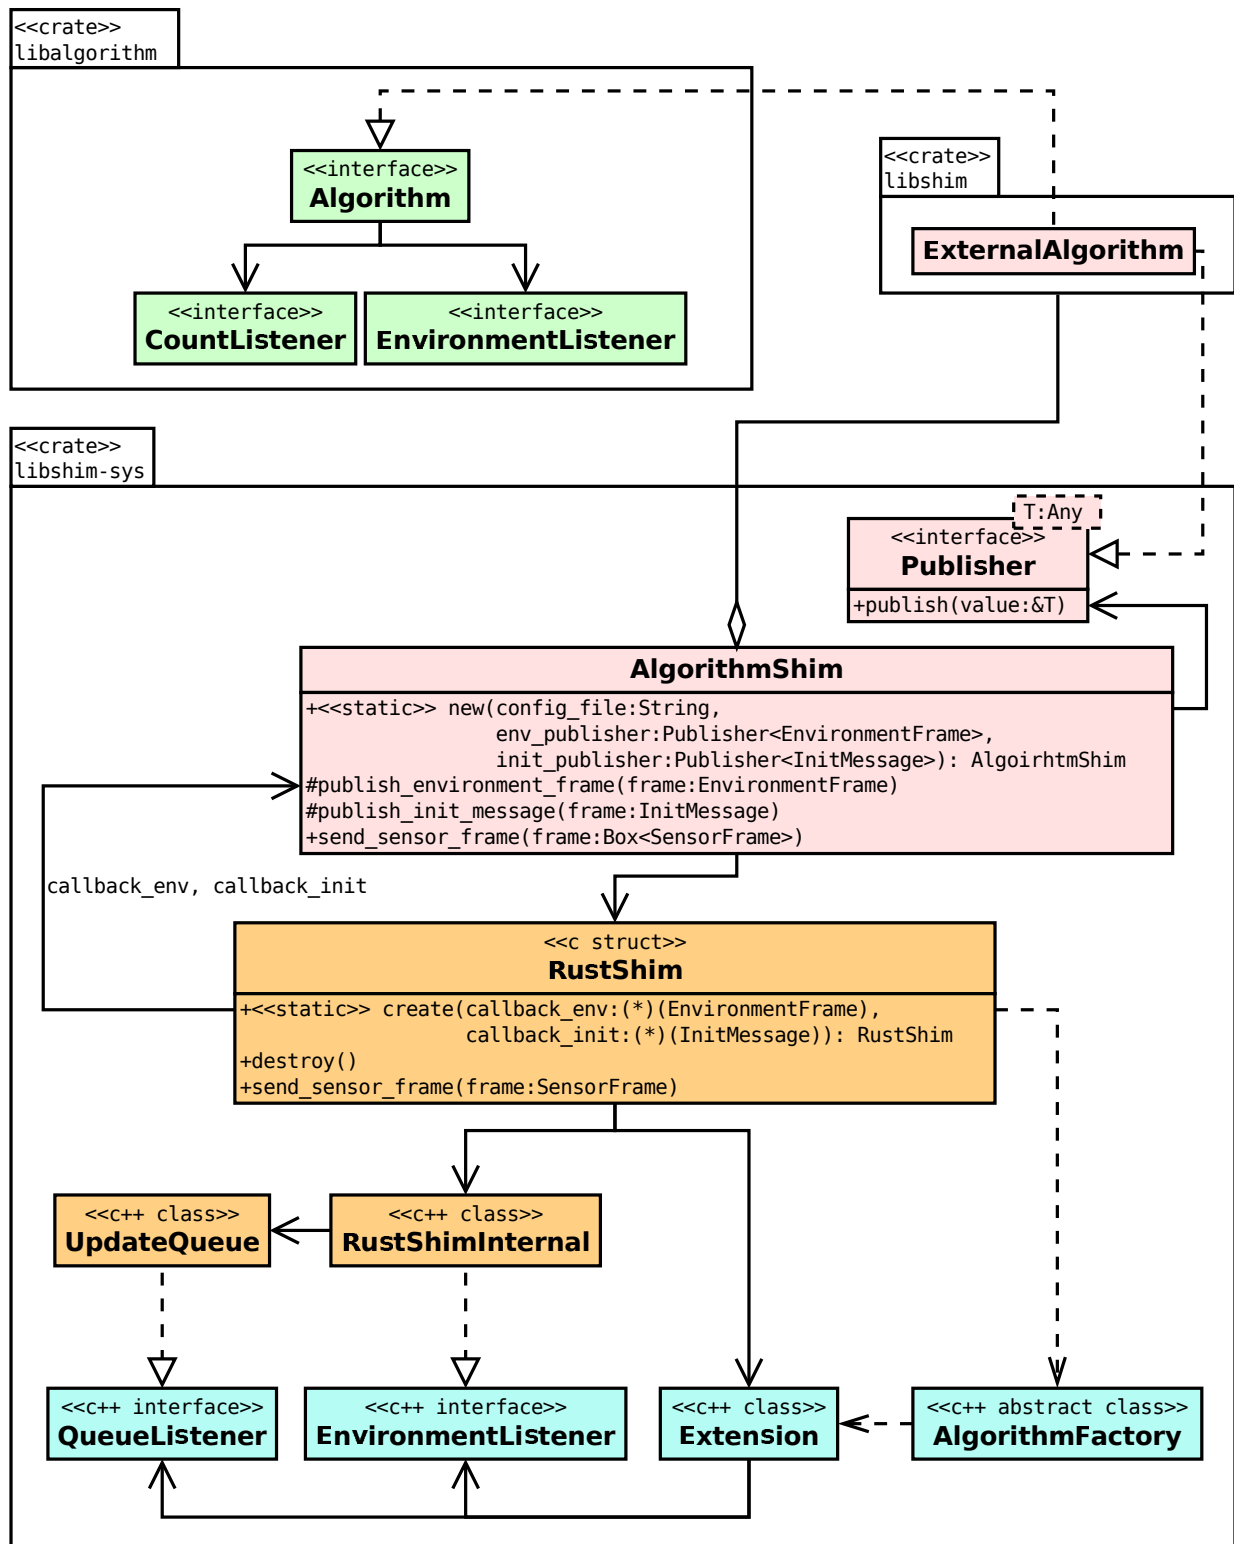 <<crate>>
libalgorithm
<<interface>>
Algorithm
<<interface>>
CountListener
<<interface>>
EnvironmentListener
<<crate>>
libshim
ExternalAlgorithm
<<crate>>
libshim-sys
T:Any
<<interface>>
Publisher
+publish(value:&T)
AlgorithmShim
+<<static>> new(config_file:String,
env_publisher:Publisher<EnvironmentFrame>,
init_publisher:Publisher<InitMessage>): AlgoirhtmShim
#publish_environment_frame(frame:EnvironmentFrame)
#publish_init_message(frame:InitMessage)
+send_sensor_frame(frame:Box<SensorFrame>)
callback_env, callback_init
<<c struct>>
RustShim
+<<static>> create(callback_env:(*)(EnvironmentFrame),
callback_init:(*)(InitMessage)): RustShim
+destroy()
+send_sensor_frame(frame:SensorFrame)
<<c++ class>>
UpdateQueue
<<c++ class>>
RustShimInternal
<<c++ interface>>
QueueListener
<<c++ interface>>
EnvironmentListener
<<c++ class>>
Extension
<<c++ abstract class>>
AlgorithmFactory